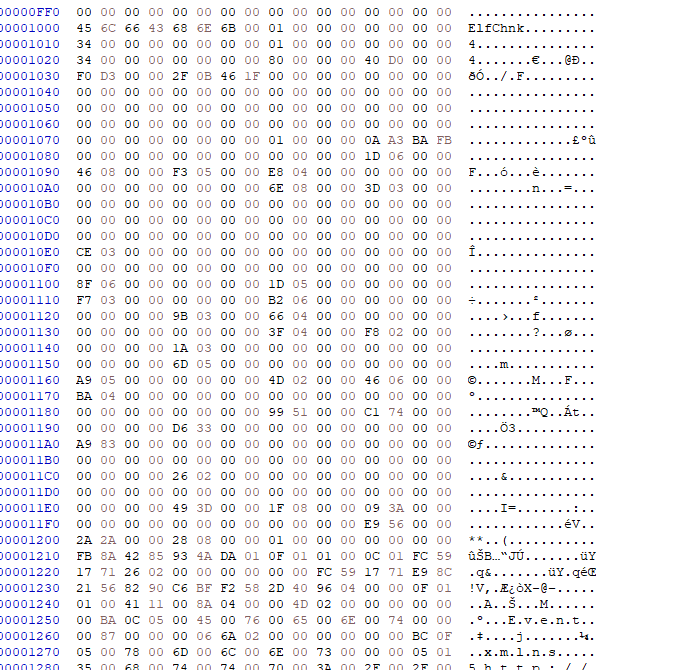 00000FF0 00 00 00 00 00 00 00 00 00 00 00 00 00 00 00 00 ................
00001000 45 6C 66 43 68 6E 6B 00 01 00 00 00 00 00 00 00 ElfChnk.........
00001010 34 00 00 00 00 00 00 00 01 00 00 00 00 00 00 00 4...............
00001020 34 00 00 00 00 00 00 00 80 00 00 00 40 D0 00 00 4.......€...@Ð..
00001030 F0 D3 00 00 2F 0B 46 1F 00 00 00 00 00 00 00 00 ðÓ../.F.........
00001040 00 00 00 00 00 00 00 00 00 00 00 00 00 00 00 00 ................
00001050 00 00 00 00 00 00 00 00 00 00 00 00 00 00 00 00 ................
00001060 00 00 00 00 00 00 00 00 00 00 00 00 00 00 00 00 ................
00001070 00 00 00 00 00 00 00 00 01 00 00 00 0A A3 BA FB .............£ºû
00001080 00 00 00 00 00 00 00 00 00 00 00 00 1D 06 00 00 ................
00001090 46 08 00 00 F3 05 00 00 E8 04 00 00 00 00 00 00 F...ó...è.......
000010A0 00 00 00 00 00 00 00 00 6E 08 00 00 3D 03 00 00 ........n...=...
000010B0 00 00 00 00 00 00 00 00 00 00 00 00 00 00 00 00 ................
000010C0 00 00 00 00 00 00 00 00 00 00 00 00 00 00 00 00 ................
000010D0 00 00 00 00 00 00 00 00 00 00 00 00 00 00 00 00 ................
000010E0 CE 03 00 00 00 00 00 00 00 00 00 00 00 00 00 00 Î...............
000010F0 00 00 00 00 00 00 00 00 00 00 00 00 00 00 00 00 ................
00001100 8F 06 00 00 00 00 00 00 1D 05 00 00 00 00 00 00 ................
00001110 F7 03 00 00 00 00 00 00 B2 06 00 00 00 00 00 00 ÷.......².......
00001120 00 00 00 00 9B 03 00 00 66 04 00 00 00 00 00 00 ....›...f.......
00001130 00 00 00 00 00 00 00 00 3F 04 00 00 F8 02 00 00 ........?...ø...
00001140 00 00 00 00 1A 03 00 00 00 00 00 00 00 00 00 00 ................
00001150 00 00 00 00 6D 05 00 00 00 00 00 00 00 00 00 00 ....m...........
00001160 A9 05 00 00 00 00 00 00 4D 02 00 00 46 06 00 00 ©.......M...F...
00001170 BA 04 00 00 00 00 00 00 00 00 00 00 00 00 00 00 º...............
00001180 00 00 00 00 00 00 00 00 99 51 00 00 C1 74 00 00 ........™Q..Át..
00001190 00 00 00 00 D6 33 00 00 00 00 00 00 00 00 00 00 ....Ö3..........
000011A0 A9 83 00 00 00 00 00 00 00 00 00 00 00 00 00 00 ©ƒ..............
000011B0 00 00 00 00 00 00 00 00 00 00 00 00 00 00 00 00 ................
000011C0 00 00 00 00 26 02 00 00 00 00 00 00 00 00 00 00 ....&...........
000011D0 00 00 00 00 00 00 00 00 00 00 00 00 00 00 00 00 ................
000011E0 00 00 00 00 49 3D 00 00 1F 08 00 00 09 3A 00 00 ....I=.......:..
000011F0 00 00 00 00 00 00 00 00 00 00 00 00 E9 56 00 00 ............éV..
00001200 2A 2A 00 00 28 08 00 00 01 00 00 00 00 00 00 00 **..(...........
00001210 FB 8A 42 85 93 4A DA 01 0F 01 01 00 0C 01 FC 59 ûŠB…“JÚ.......üY
00001220 17 71 26 02 00 00 00 00 00 00 FC 59 17 71 E9 8C .q&.......üY.qéŒ
00001230 21 56 82 90 C6 BF F2 58 2D 40 96 04 00 00 0F 01 !V‚.Æ¿òX-@–.....
00001240 01 00 41 11 00 8A 04 00 00 4D 02 00 00 00 00 00 ..A..Š...M......
00001250 00 BA 0C 05 00 45 00 76 00 65 00 6E 00 74 00 00 .º...E.v.e.n.t..
00001260 00 87 00 00 00 06 6A 02 00 00 00 00 00 00 BC 0F .‡....j.......¼.
00001270 05 00 78 00 6D 00 6C 00 6E 00 73 00 00 00 05 01 ..x.m.l.n.s.....
00001280 35 00 68 00 74 00 74 00 70 00 3A 00 2F 00 2F 00 5.h.t.t.p.:././.